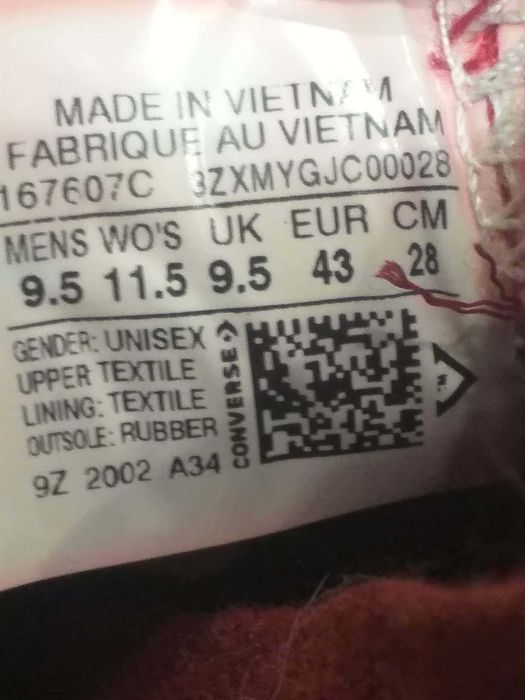 MADE IN VIETNAM
FABRIQUE AU VIETNAM
167607C 9ZXMYGJC00028
MENS WO'S UK EUR CM
9.5 11.5 9.5 43 28
GENDER: UNISEX
UPPER TEXTILE
LINING: TEXTILE
OUTSOLE: RUBBER
9Z 2002 A34
CONVERSE